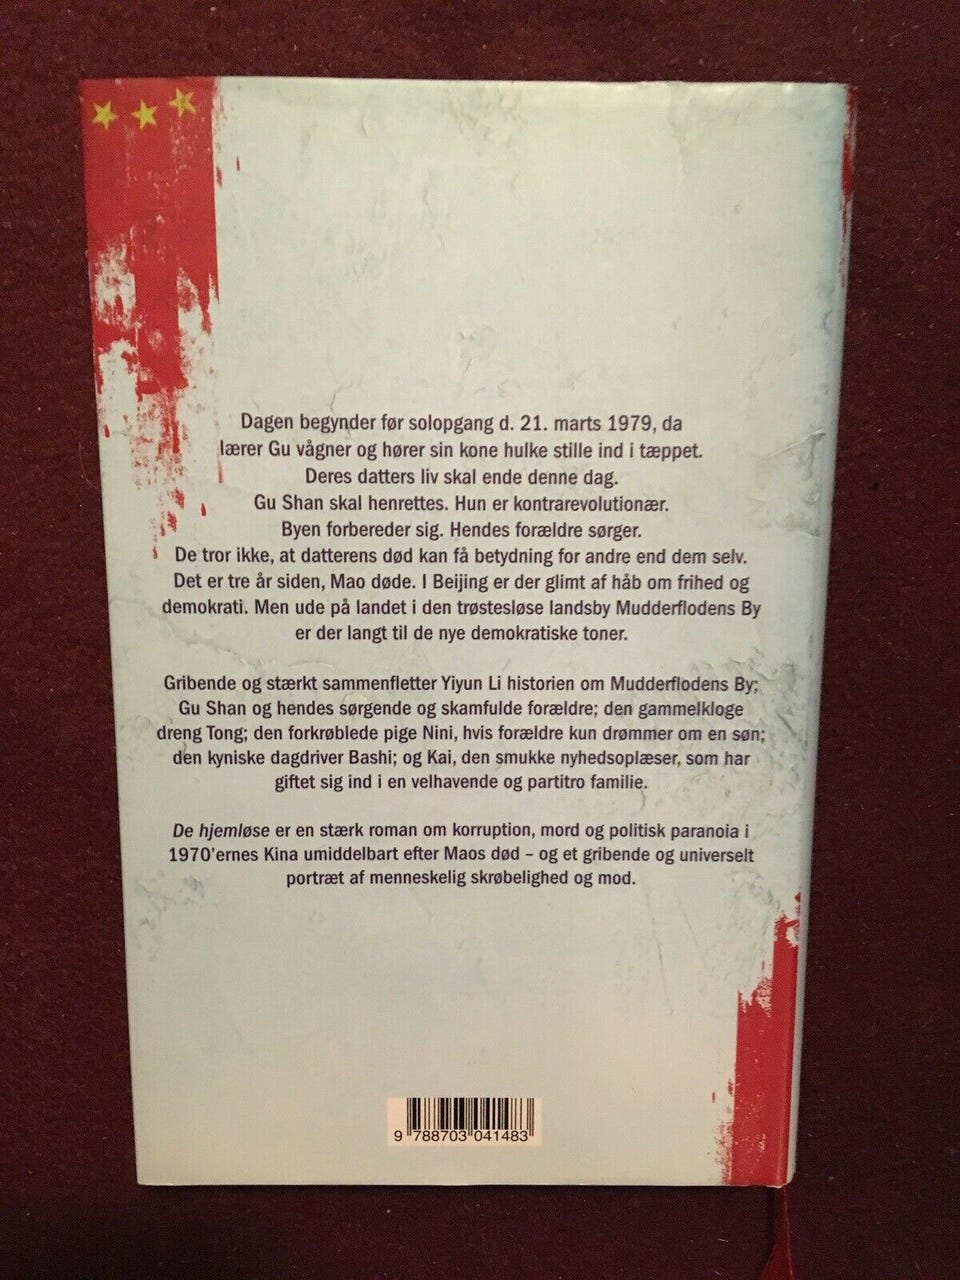 Dagen begynder før solopgang d. 21. marts 1979, da
lærer Gu vågner og hører sin kone hulke stille ind i tæppet.
Deres datters liv skal ende denne dag.
Gu Shan skal henrettes. Hun er kontrarevolutionær.
Byen forbereder sig. Hendes forældre sørger.
De tror ikke, at datterens død kan få betydning for andre end dem selv.
Det er tre år siden, Mao døde. I Beijing er der glimt af håb om frihed og
demokrati. Men ude på landet i den trøstesløse landsby Mudderflodens By
er der langt til de nye demokratiske toner.
Gribende og stærkt sammenfletter Yiyun Li historien om Mudderflodens By;
Gu Shan og hendes sørgende og skamfulde forældre; den gammelkloge
dreng Tong; den forkrøblede pige Nini, hvis forældre kun drømmer om en søn;
den kyniske dagdriver Bashi; og Kai, den smukke nyhedsoplæser, som har
giftet sig ind i en velhavende og partitro familie.
De hjemløse er en stærk roman om korruption, mord og politisk paranoia i
1970'ernes Kina umiddelbart efter Maos død – og et gribende og universelt
portræt af menneskelig skrøbelighed og mod.
9 788703 041483